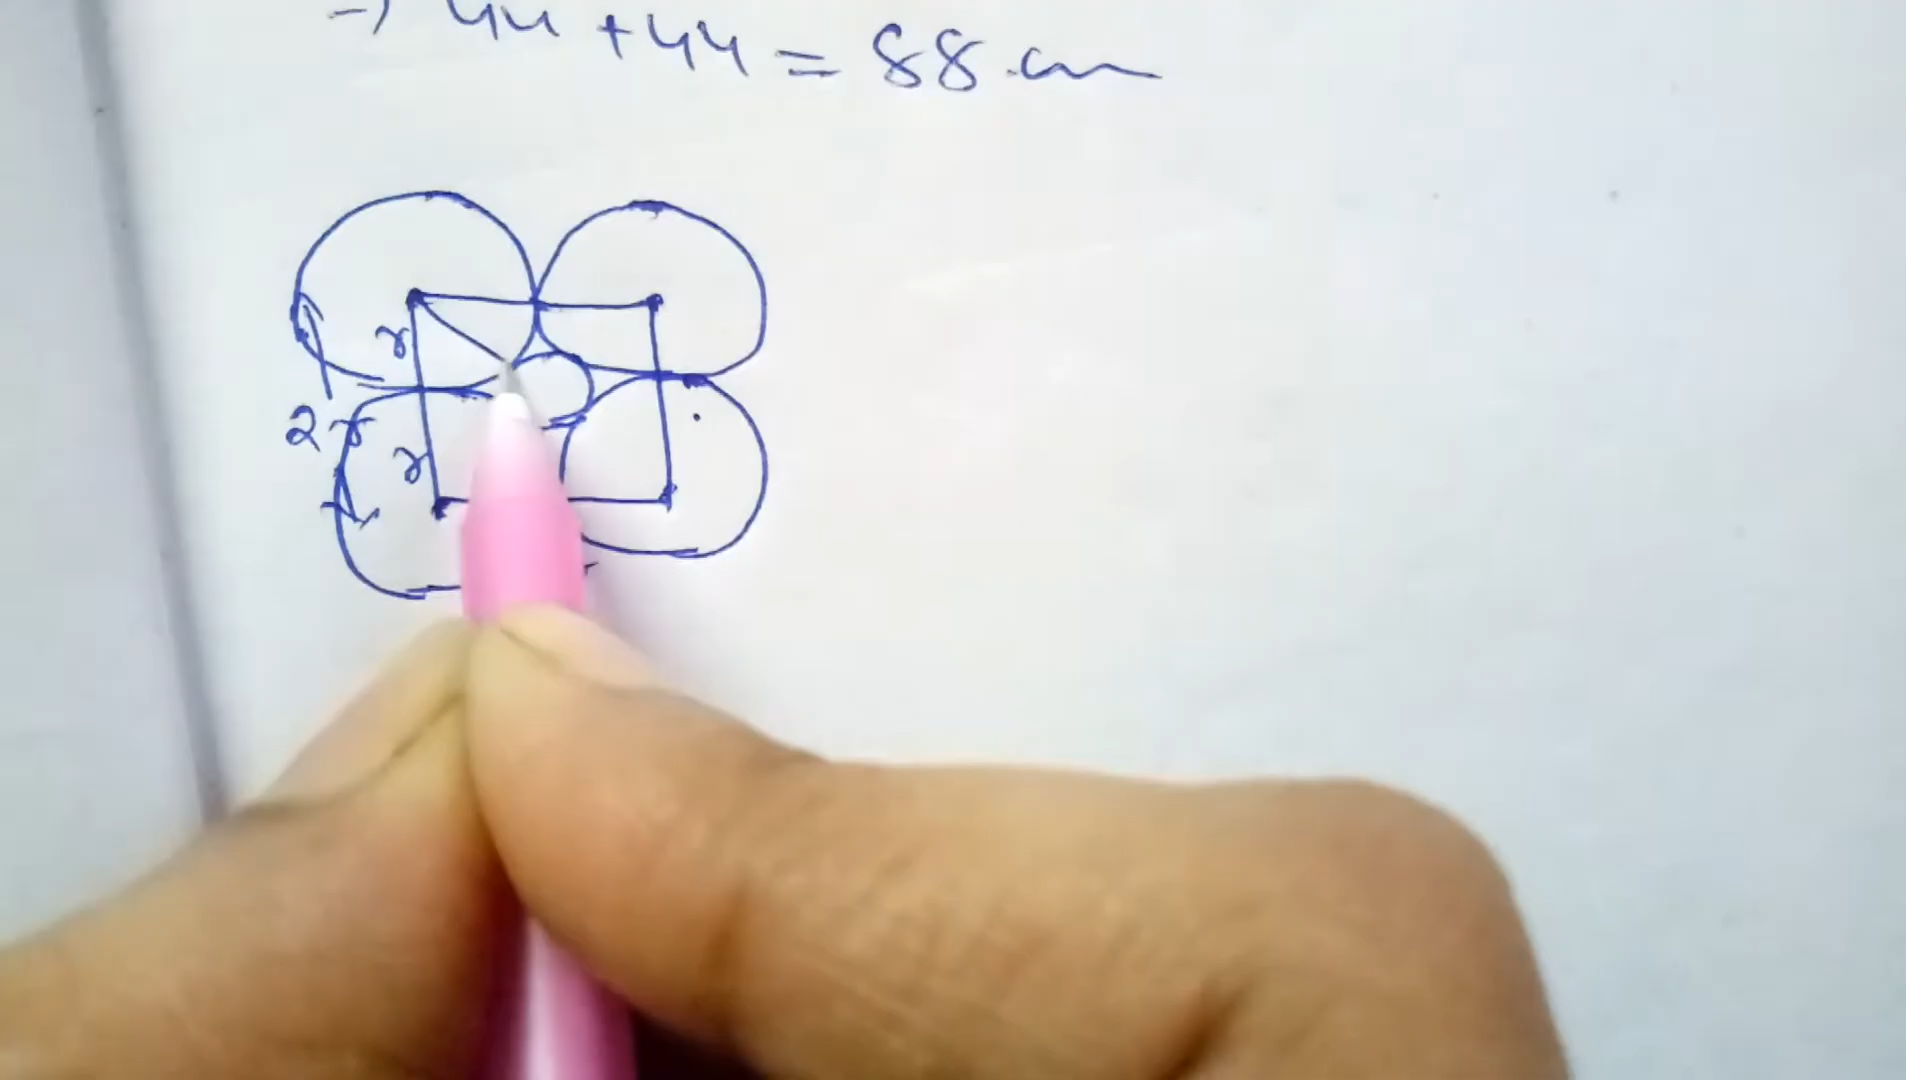 → 44 + 44 = 88 cm
r
2r
r